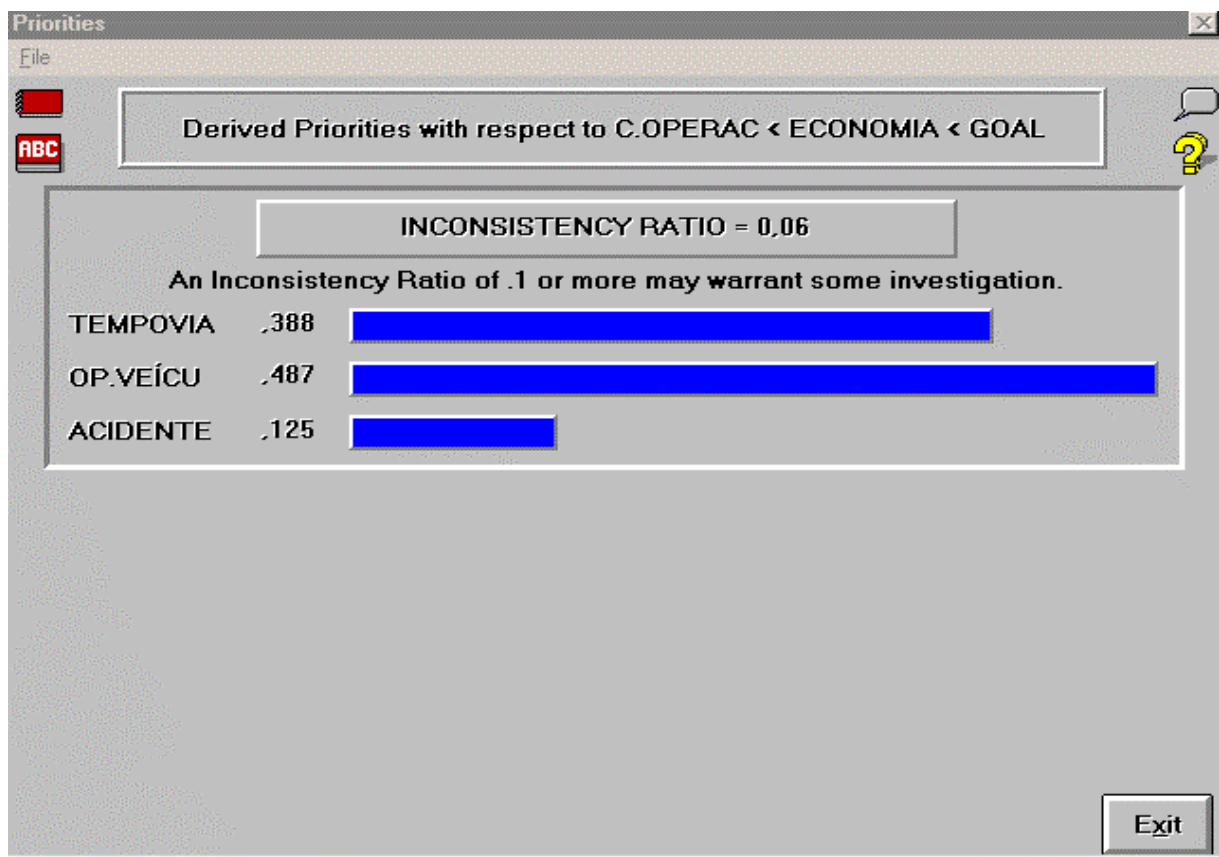 Priorities
File
ABC
Derived Priorities with respect to C.OPERAC < ECONOMIA < GOAL
INCONSISTENCY RATIO = 0,06
An Inconsistency Ratio of .1 or more may warrant some investigation.
TEMPOVIA ,388
OP.VEÍCU ,487
ACIDENTE ,125
Exit